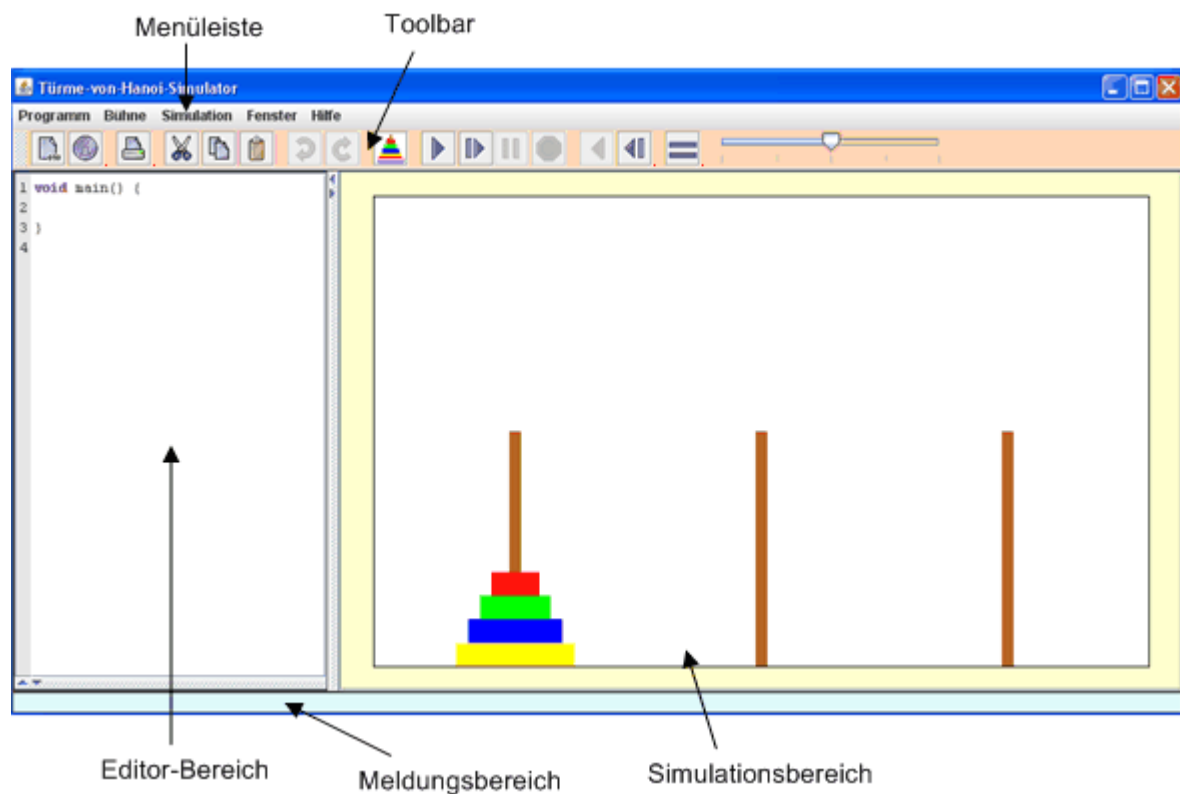 Menüleiste
Toolbar
Türme-von-Hanoi-Simulator
Programm Bühne Simulation Fenster Hilfe
1 void main() {
2
3 }
4
Editor-Bereich
Meldungsbereich
Simulationsbereich